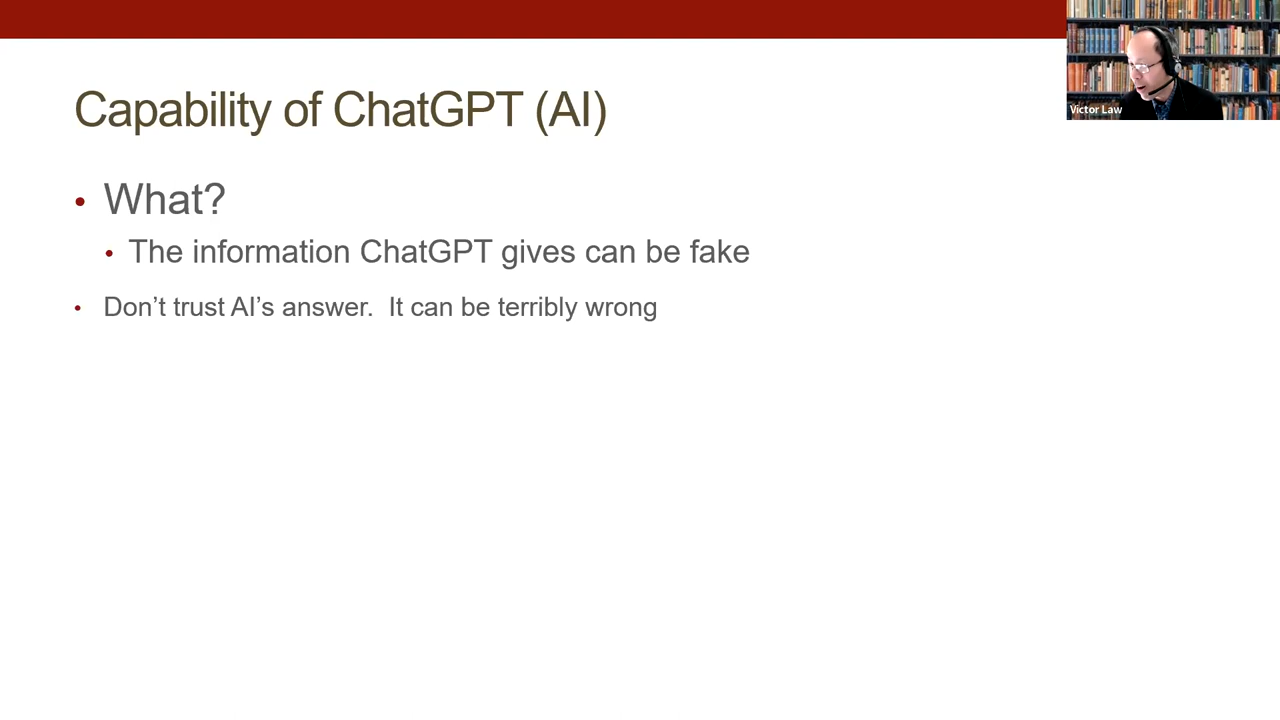 Capability of ChatGPT (AI)
Victor Law
• What?
• The information ChatGPT gives can be fake
• Don’t trust AI’s answer.  It can be terribly wrong